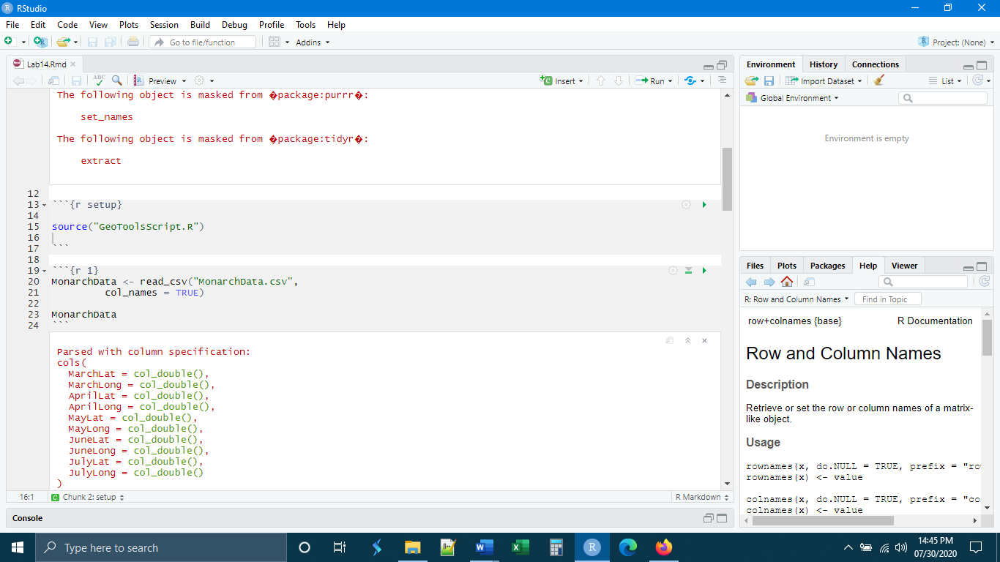 RStudio
File Edit Code View Plots Session Build Debug Profile Tools Help
Go to file/function Addins Project: (None)
Lab14.Rmd
ABC Preview Insert Run
The following object is masked from �package:purrr�:
set_names
The following object is masked from �package:tidyr�:
extract
12
13 ```{r setup}
14
15 source("GeoToolsScript.R")
16
17 ```
18
19 ```{r 1}
20 MonarchData <- read_csv("MonarchData.csv",
21 col_names = TRUE)
22
23 MonarchData
24 ```
Parsed with column specification:
cols(
MarchLat = col_double(),
MarchLong = col_double(),
AprilLat = col_double(),
AprilLong = col_double(),
MayLat = col_double(),
MayLong = col_double(),
JuneLat = col_double(),
JuneLong = col_double(),
JulyLat = col_double(),
JulyLong = col_double()
)
16:1 C Chunk 2: setup R Markdown
Console
Environment History Connections
Import Dataset List
Global Environment
Environment is empty
Files Plots Packages Help Viewer
R: Row and Column Names Find in Topic
row+colnames {base} R Documentation
Row and Column Names
Description
Retrieve or set the row or column names of a matrix-
like object.
Usage
rownames(x, do.NULL = TRUE, prefix = "ro
rownames(x) <- value
colnames(x, do.NULL = TRUE, prefix = "co
colnames(x) <- value
Type here to search
14:45 PM
07/30/2020